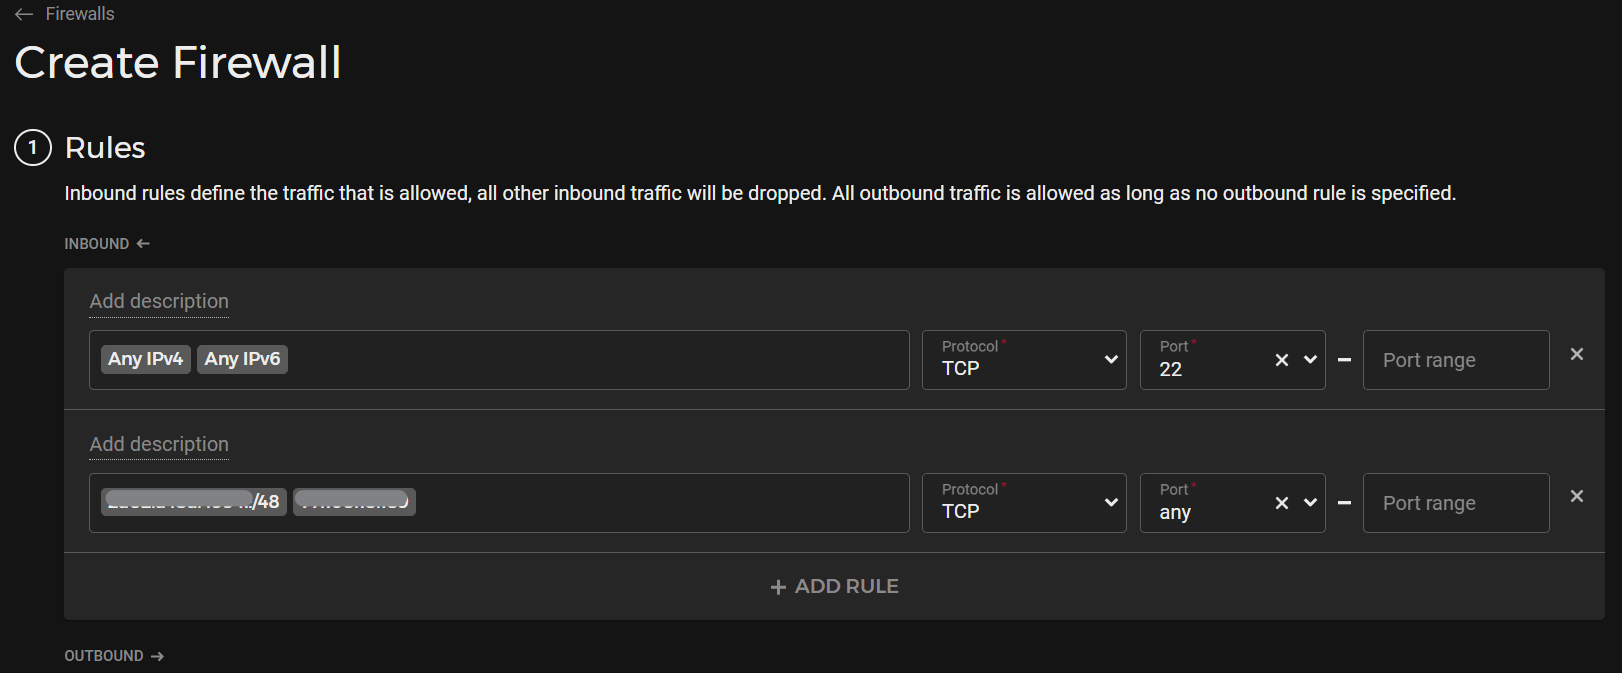 Firewalls
Create Firewall
1 Rules
Inbound rules define the traffic that is allowed, all other inbound traffic will be dropped. All outbound traffic is allowed as long as no outbound rule is specified.
INBOUND ←
Add description
Any IPv4 Any IPv6 Protocol * TCP Port * 22 Port range
Add description
/48 Protocol * TCP Port * any Port range
+ ADD RULE
OUTBOUND →